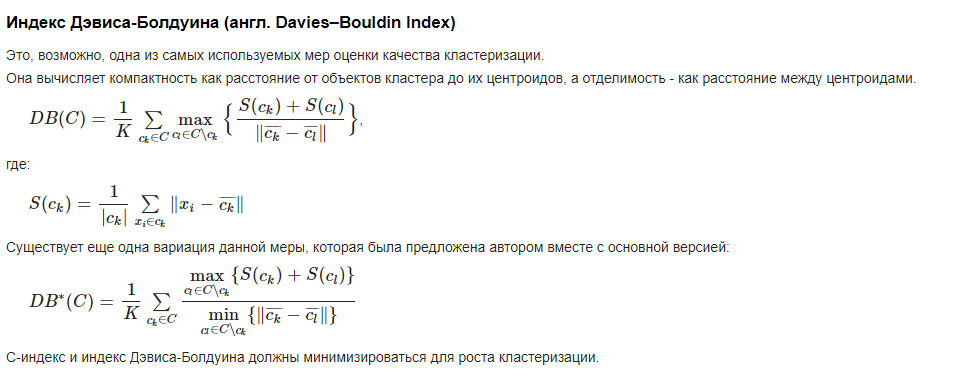 Индекс Дэвиса-Болдуина (англ. Davies–Bouldin Index)
Это, возможно, одна из самых используемых мер оценки качества кластеризации.
Она вычисляет компактность как расстояние от объектов кластера до их центроидов, а отделимость - как расстояние между центроидами.
$DB(C) = \frac{1}{K} \sum_{c_k \in C} \max_{c_l \in C \setminus c_k} \left\{ \frac{S(c_k) + S(c_l)}{\|\overline{c_k} - \overline{c_l}\|} \right\}$,
где:
$S(c_k) = \frac{1}{|c_k|} \sum_{x_i \in c_k} \|x_i - \overline{c_k}\|$
Существует еще одна вариация данной меры, которая была предложена автором вместе с основной версией:
$DB^*(C) = \frac{1}{K} \sum_{c_k \in C} \frac{\max_{c_l \in C \setminus c_k} \{S(c_k) + S(c_l)\}}{\min_{c_l \in C \setminus c_k} \{\|\overline{c_k} - \overline{c_l}\|\}}$
C-индекс и индекс Дэвиса-Болдуина должны минимизироваться для роста кластеризации.